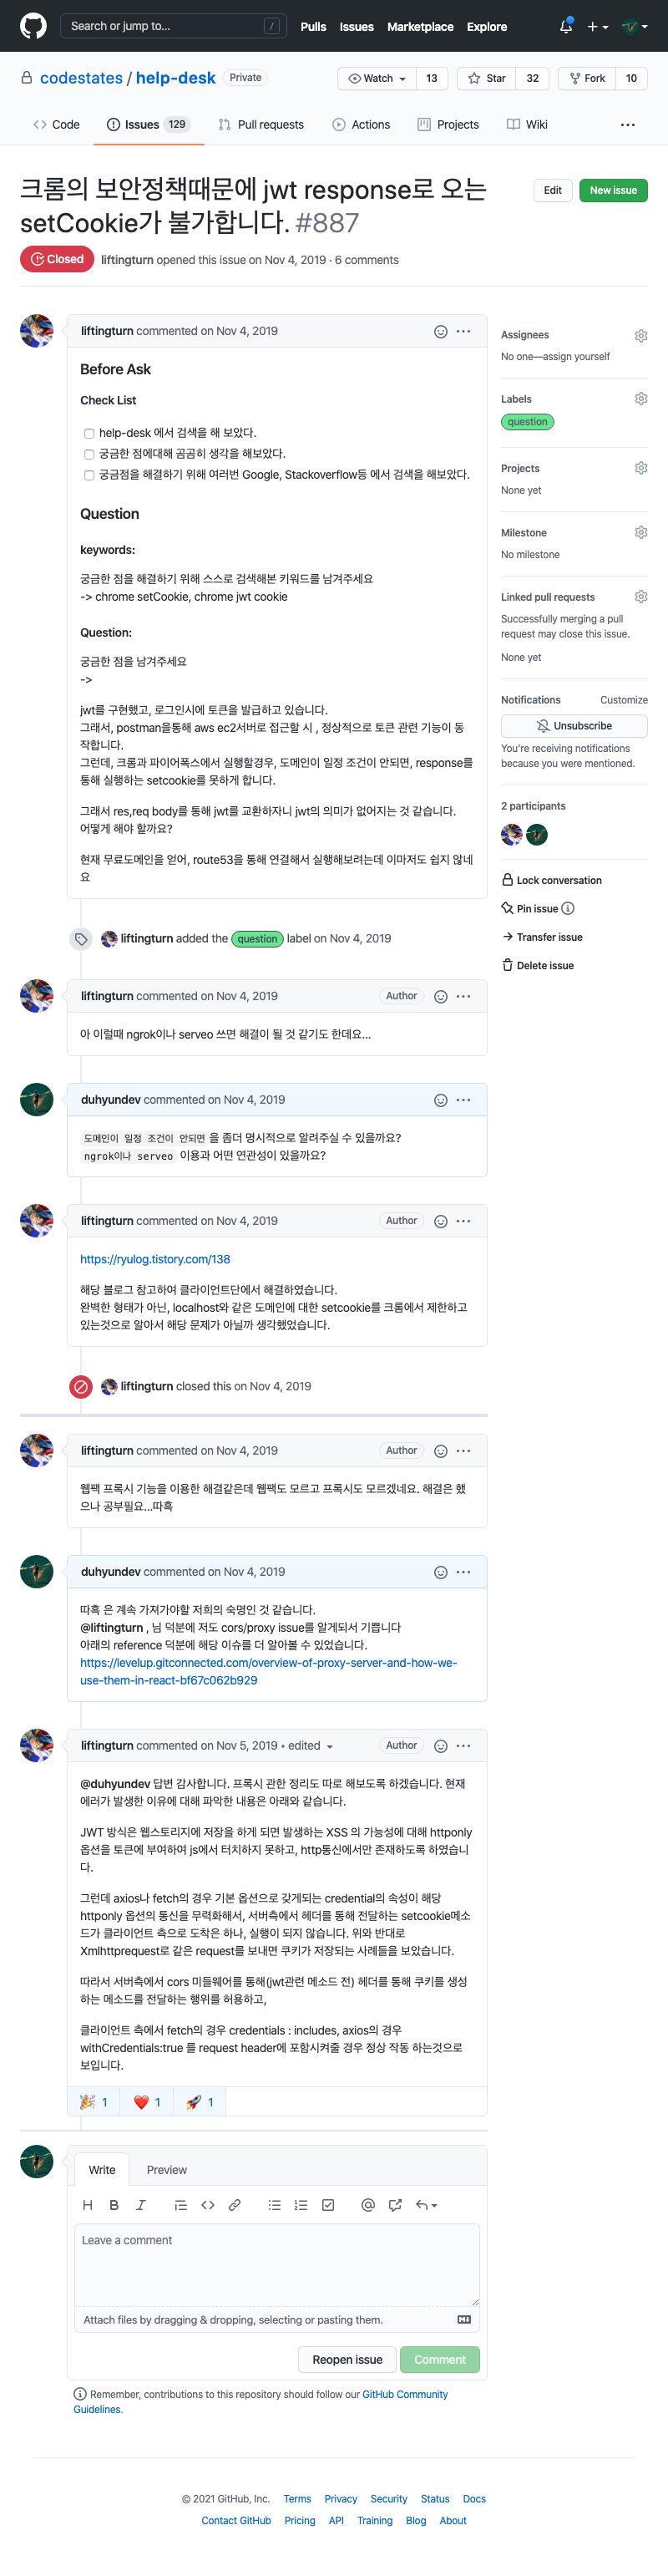 Search or jump to... / Pulls Issues Marketplace Explore
codestates / help-desk Private Watch 13 Star 32 Fork 10
Code Issues 129 Pull requests Actions Projects Wiki
크롬의 보안정책때문에 jwt response로 오는
setCookie가 불가합니다. #887
Edit New issue
Closed liftingturn opened this issue on Nov 4, 2019 · 6 comments
liftingturn commented on Nov 4, 2019
Before Ask
Check List
help-desk 에서 검색을 해 보았다.
궁금한 점에대해 곰곰히 생각을 해보았다.
궁금점을 해결하기 위해 여러번 Google, Stackoverflow등 에서 검색을 해보았다.
Question
keywords:
궁금한 점을 해결하기 위해 스스로 검색해본 키워드를 남겨주세요
-> chrome setCookie, chrome jwt cookie
Question:
궁금한 점을 남겨주세요
->
jwt를 구현했고, 로그인시에 토큰을 발급하고 있습니다.
그래서, postman을통해 aws ec2서버로 접근할 시 , 정상적으로 토큰 관련 기능이 동
작합니다.
그런데, 크롬과 파이어폭스에서 실행할경우, 도메인이 일정 조건이 안되면, response를
통해 실행하는 setcookie를 못하게 합니다.
그래서 res,req body를 통해 jwt를 교환하자니 jwt의 의미가 없어지는 것 같습니다.
어떻게 해야 할까요?
현재 무료도메인을 얻어, route53을 통해 연결해서 실행해보려는데 이마저도 쉽지 않네
요
Assignees
No one—assign yourself
Labels
question
Projects
None yet
Milestone
No milestone
Linked pull requests
Successfully merging a pull
request may close this issue.
None yet
Notifications Customize
Unsubscribe
You're receiving notifications
because you were mentioned.
2 participants
Lock conversation
Pin issue
Transfer issue
Delete issue
liftingturn added the question label on Nov 4, 2019
liftingturn commented on Nov 4, 2019 Author
아 이럴때 ngrok이나 serveo 쓰면 해결이 될 것 같기도 한데요...
duhyundev commented on Nov 4, 2019
도메인이 일정 조건이 안되면 을 좀더 명시적으로 알려주실 수 있을까요?
ngrok이나 serveo 이용과 어떤 연관성이 있을까요?
liftingturn commented on Nov 4, 2019 Author
https://ryulog.tistory.com/138
해당 블로그 참고하여 클라이언트단에서 해결하였습니다.
완벽한 형태가 아닌, localhost와 같은 도메인에 대한 setcookie를 크롬에서 제한하고
있는것으로 알아서 해당 문제가 아닐까 생각했었습니다.
liftingturn closed this on Nov 4, 2019
liftingturn commented on Nov 4, 2019 Author
웹팩 프록시 기능을 이용한 해결같은데 웹팩도 모르고 프록시도 모르겠네요. 해결은 했
으나 공부필요...따흑
duhyundev commented on Nov 4, 2019
따흑 은 계속 가져가야할 저희의 숙명인 것 같습니다.
@liftingturn , 님 덕분에 저도 cors/proxy issue를 알게되서 기쁩니다
아래의 reference 덕분에 해당 이슈를 더 알아볼 수 있었습니다.
https://levelup.gitconnected.com/overview-of-proxy-server-and-how-we-
use-them-in-react-bf67c062b929
liftingturn commented on Nov 5, 2019 • edited Author
@duhyundev 답변 감사합니다. 프록시 관한 정리도 따로 해보도록 하겠습니다. 현재
에러가 발생한 이유에 대해 파악한 내용은 아래와 같습니다.
JWT 방식은 웹스토리지에 저장을 하게 되면 발생하는 XSS 의 가능성에 대해 httponly
옵션을 토큰에 부여하여 js에서 터치하지 못하고, http통신에서만 존재하도록 하였습니
다.
그런데 axios나 fetch의 경우 기본 옵션으로 갖게되는 credential의 속성이 해당
httponly 옵션의 통신을 무력화해서, 서버측에서 헤더를 통해 전달하는 setcookie메소
드가 클라이언트 측으로 도착은 하나, 실행이 되지 않습니다. 위와 반대로
Xmlhttprequest로 같은 request를 보내면 쿠키가 저장되는 사례들을 보았습니다.
따라서 서버측에서 cors 미들웨어를 통해(jwt관련 메소드 전) 헤더를 통해 쿠키를 생성
하는 메소드를 전달하는 행위를 허용하고,
클라이언트 측에서 fetch의 경우 credentials : includes, axios의 경우
withCredentials:true 를 request header에 포함시켜줄 경우 정상 작동 하는것으로
보입니다.
1 1 1
Write Preview
Leave a comment
Attach files by dragging & dropping, selecting or pasting them.
Reopen issue Comment
Remember, contributions to this repository should follow our GitHub Community
Guidelines.
© 2021 GitHub, Inc. Terms Privacy Security Status Docs
Contact GitHub Pricing API Training Blog About